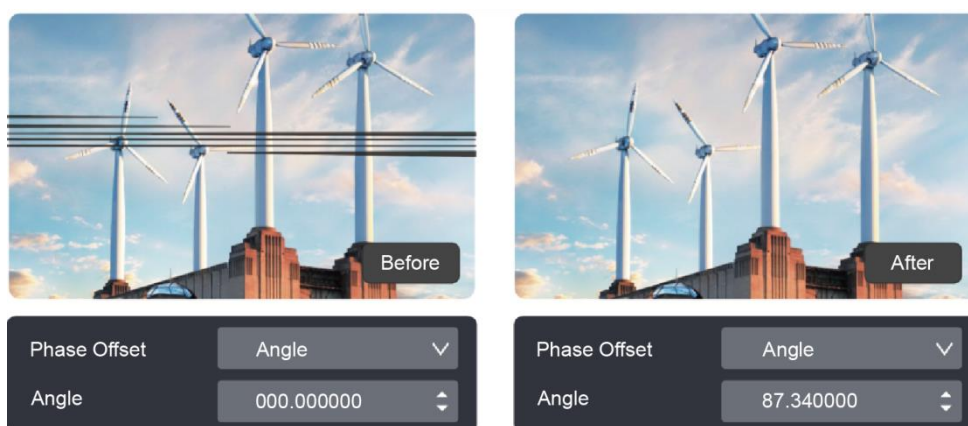 Before
After
Phase Offset Angle
Angle 000.000000
Phase Offset Angle
Angle 87.340000